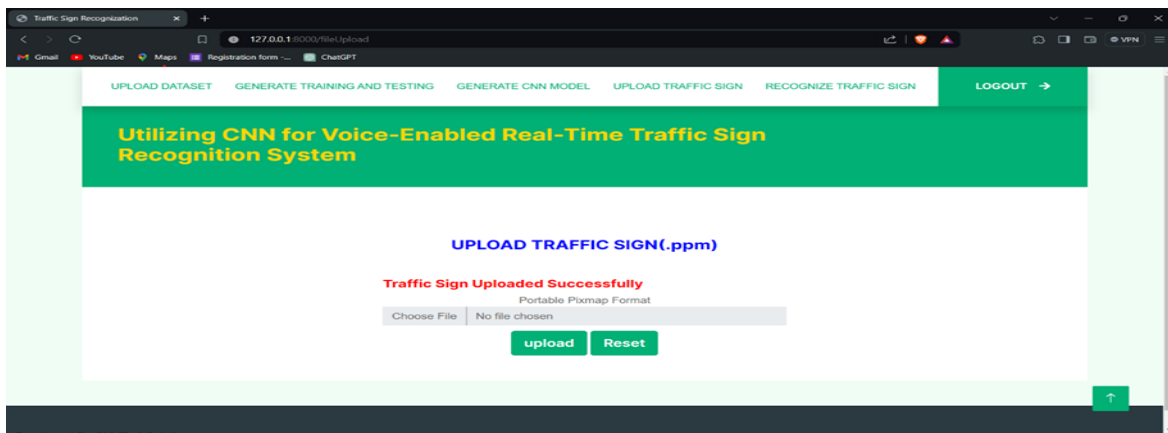 Traffic Sign Recognization
127.0.0.1:8000/fileUpload
VPN
Gmail YouTube Maps Registration form -... ChatGPT
UPLOAD DATASET GENERATE TRAINING AND TESTING GENERATE CNN MODEL UPLOAD TRAFFIC SIGN RECOGNIZE TRAFFIC SIGN LOGOUT →
Utilizing CNN for Voice-Enabled Real-Time Traffic Sign
Recognition System
UPLOAD TRAFFIC SIGN(.ppm)
Traffic Sign Uploaded Successfully
Portable Pixmap Format
Choose File No file chosen
upload Reset